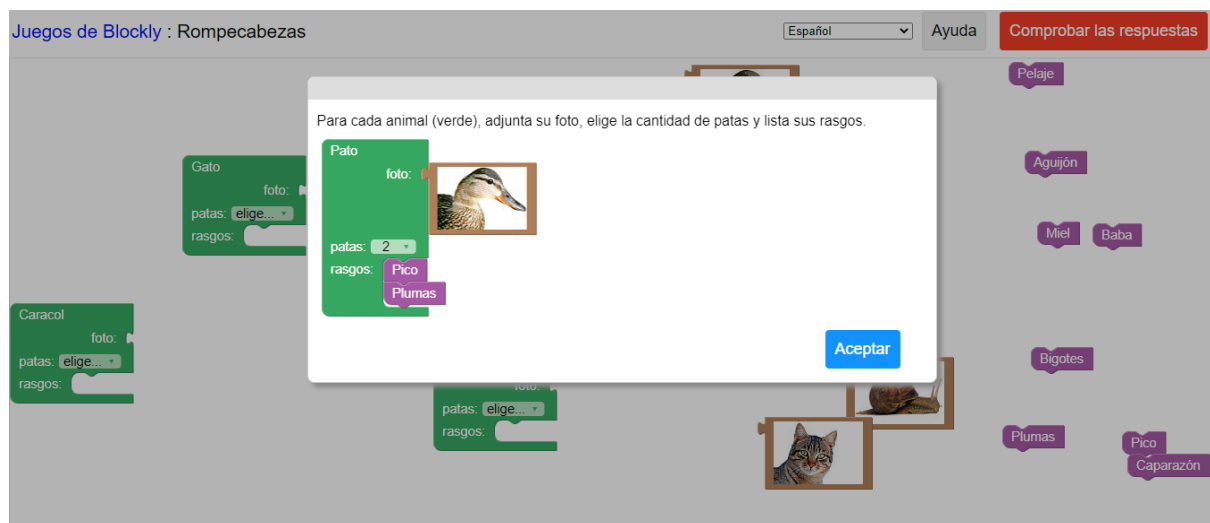 Juegos de Blockly : Rompecabezas
Español
Ayuda
Comprobar las respuestas
Para cada animal (verde), adjunta su foto, elige la cantidad de patas y lista sus rasgos.
Pato
foto:
patas: 2
rasgos: Pico
Plumas
Aceptar
Gato
foto:
patas: elige...
rasgos:
Caracol
foto:
patas: elige...
rasgos:
foto:
patas: elige...
rasgos:
Pelaje
Aguijón
Miel
Baba
Bigotes
Plumas
Pico
Caparazón